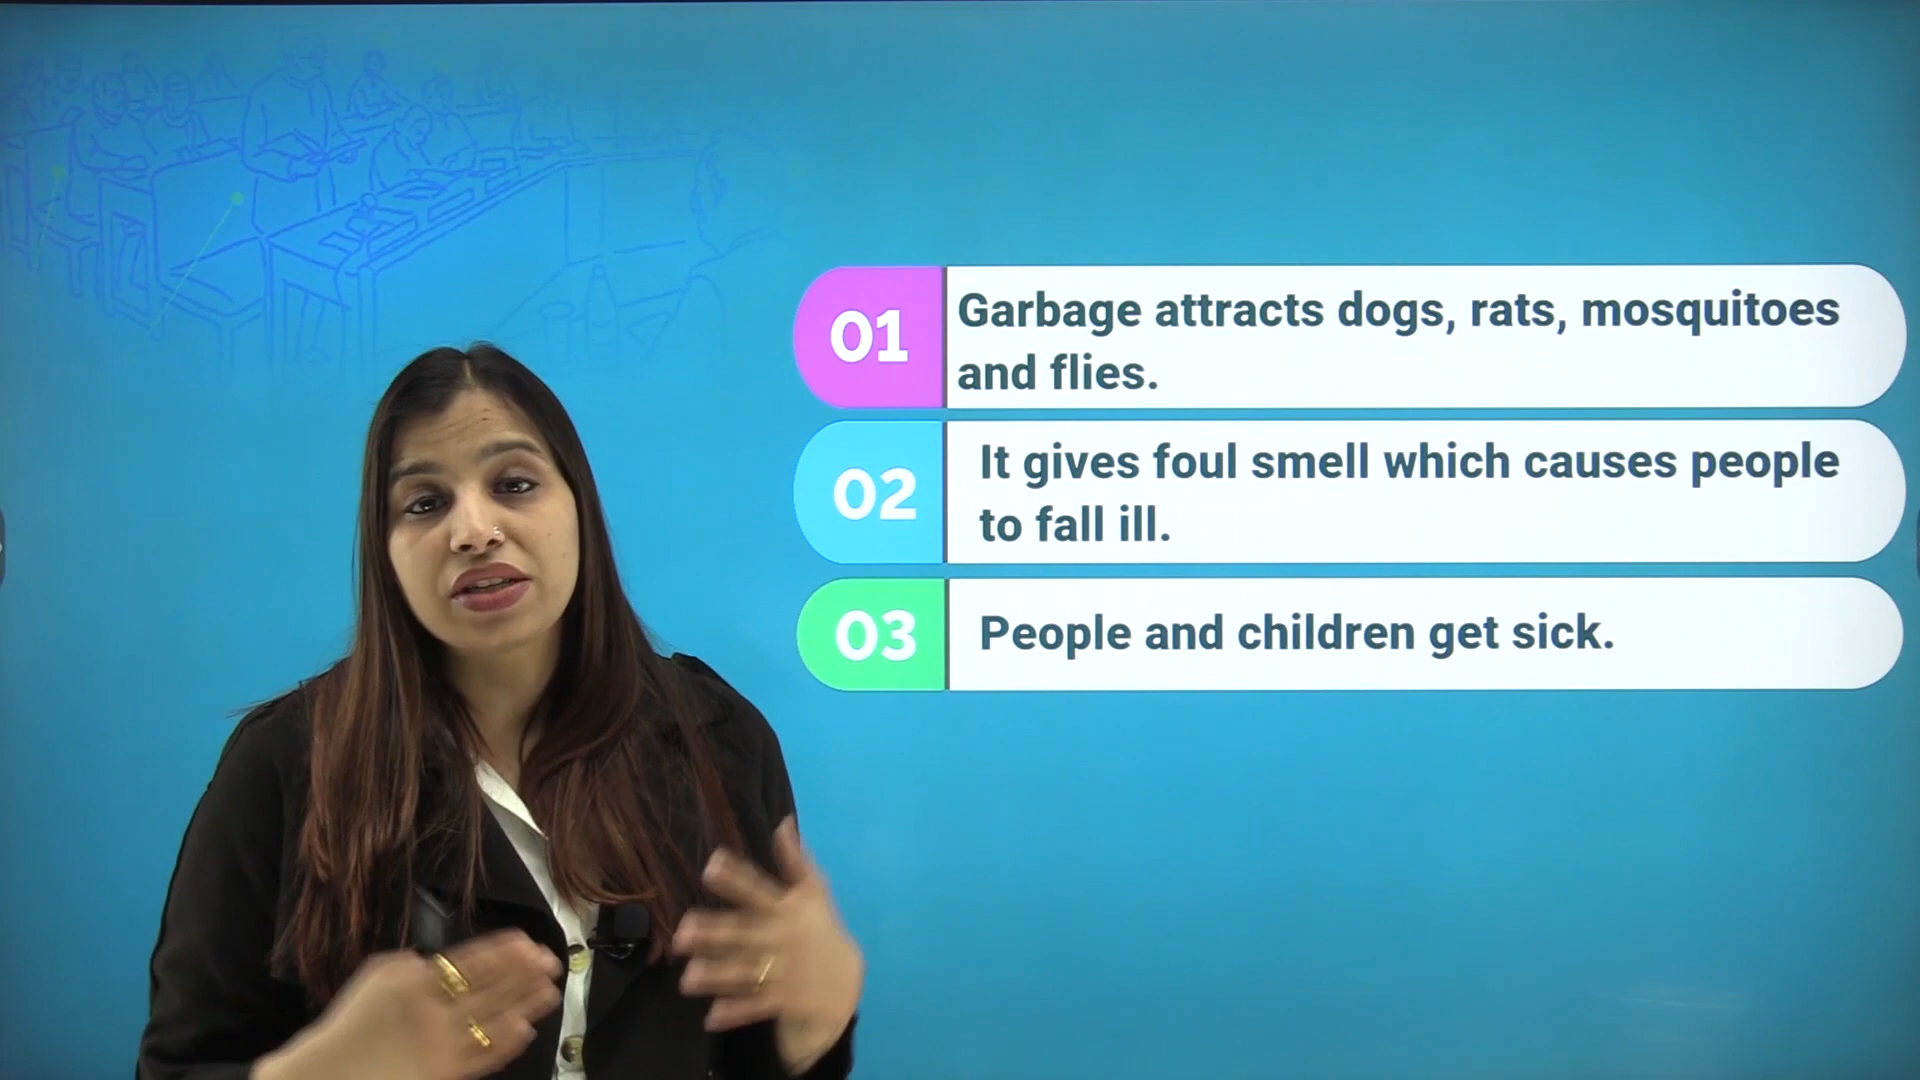 01
Garbage attracts dogs, rats, mosquitoes
and flies.
02
It gives foul smell which causes people
to fall ill.
03
People and children get sick.